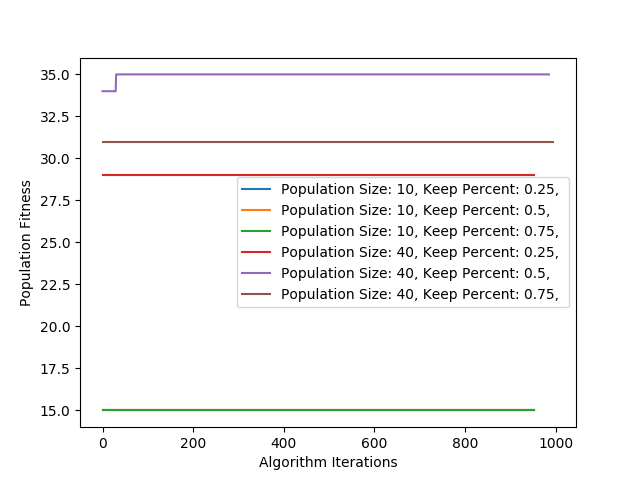 35.0
32.5
30.0
27.5
25.0
22.5
20.0
17.5
15.0
Population Fitness
Population Size: 10, Keep Percent: 0.25,
Population Size: 10, Keep Percent: 0.5,
Population Size: 10, Keep Percent: 0.75,
Population Size: 40, Keep Percent: 0.25,
Population Size: 40, Keep Percent: 0.5,
Population Size: 40, Keep Percent: 0.75,
0 200 400 600 800 1000
Algorithm Iterations